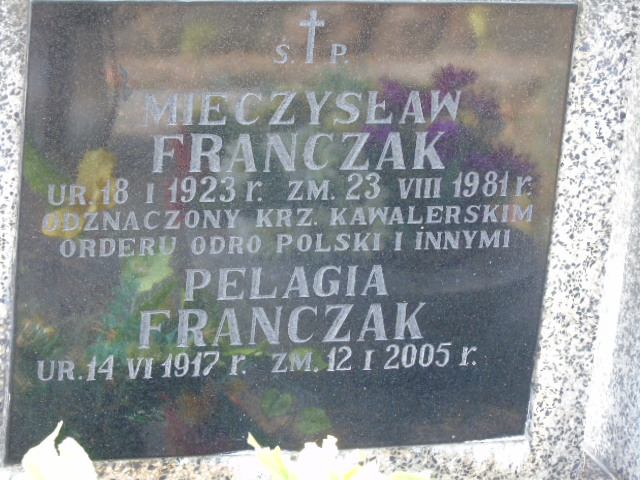 Ś. P.
MIECZYSŁAW
FRANCZAK
UR. 18 I 1923 r. ZM. 23 VIII 1981 r.
ODZNACZONY KRZ. KAWALERSKIM
ORDERU ODRO POLSKI I INNYMI
PELAGIA
FRANCZAK
UR. 14 VI 1917 r. ZM. 12 I 2005 r.